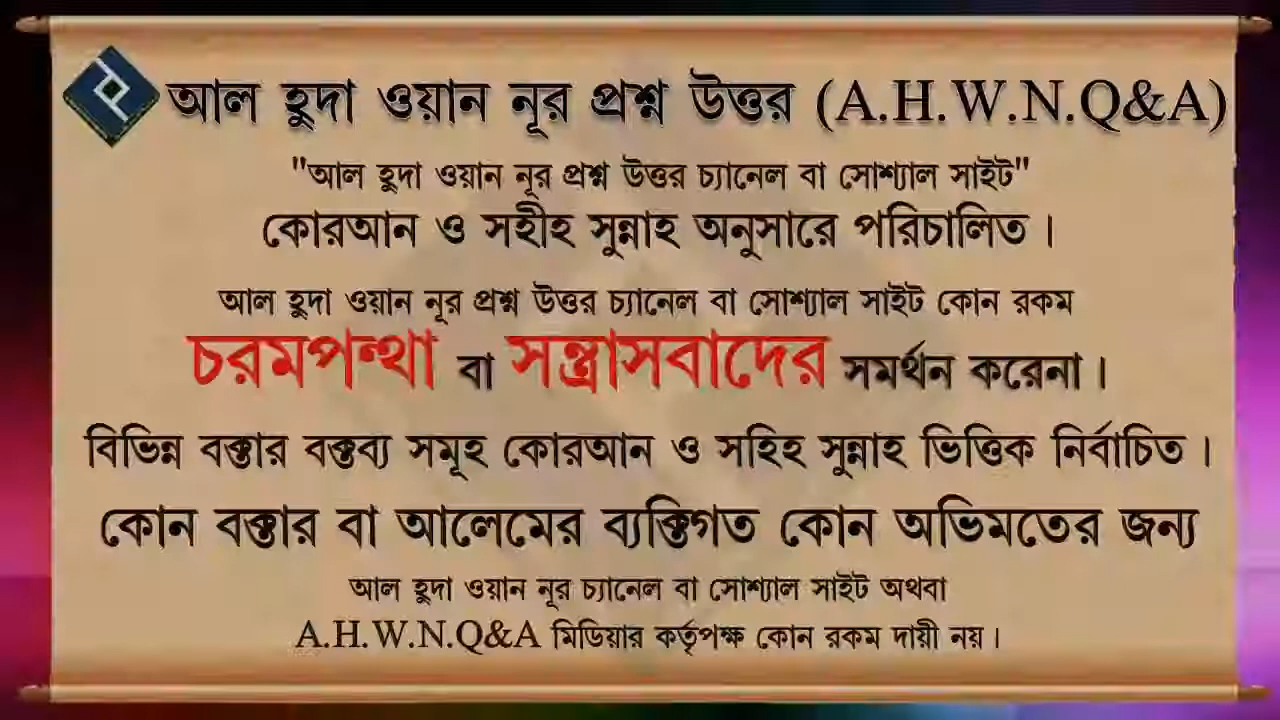 আল হুদা ওয়ান নূর প্রশ্ন উত্তর (A.H.W.N.Q&A)
"আল হুদা ওয়ান নূর প্রশ্ন উত্তর চ্যানেল বা সোশ্যাল সাইট"
কোরআন ও সহীহ সুন্নাহ অনুসারে পরিচালিত ।
আল হুদা ওয়ান নূর প্রশ্ন উত্তর চ্যানেল বা সোশ্যাল সাইট কোন রকম
চরমপন্থা বা সন্ত্রাসবাদের সমর্থন করেনা ।
বিভিন্ন বক্তার বক্তব্য সমূহ কোরআন ও সহিহ সুন্নাহ ভিত্তিক নির্বাচিত ।
কোন বক্তার বা আলেমের ব্যক্তিগত কোন অভিমতের জন্য
আল হুদা ওয়ান নূর চ্যানেল বা সোশ্যাল সাইট অথবা
A.H.W.N.Q&A মিডিয়ার কর্তৃপক্ষ কোন রকম দায়ী নয় ।